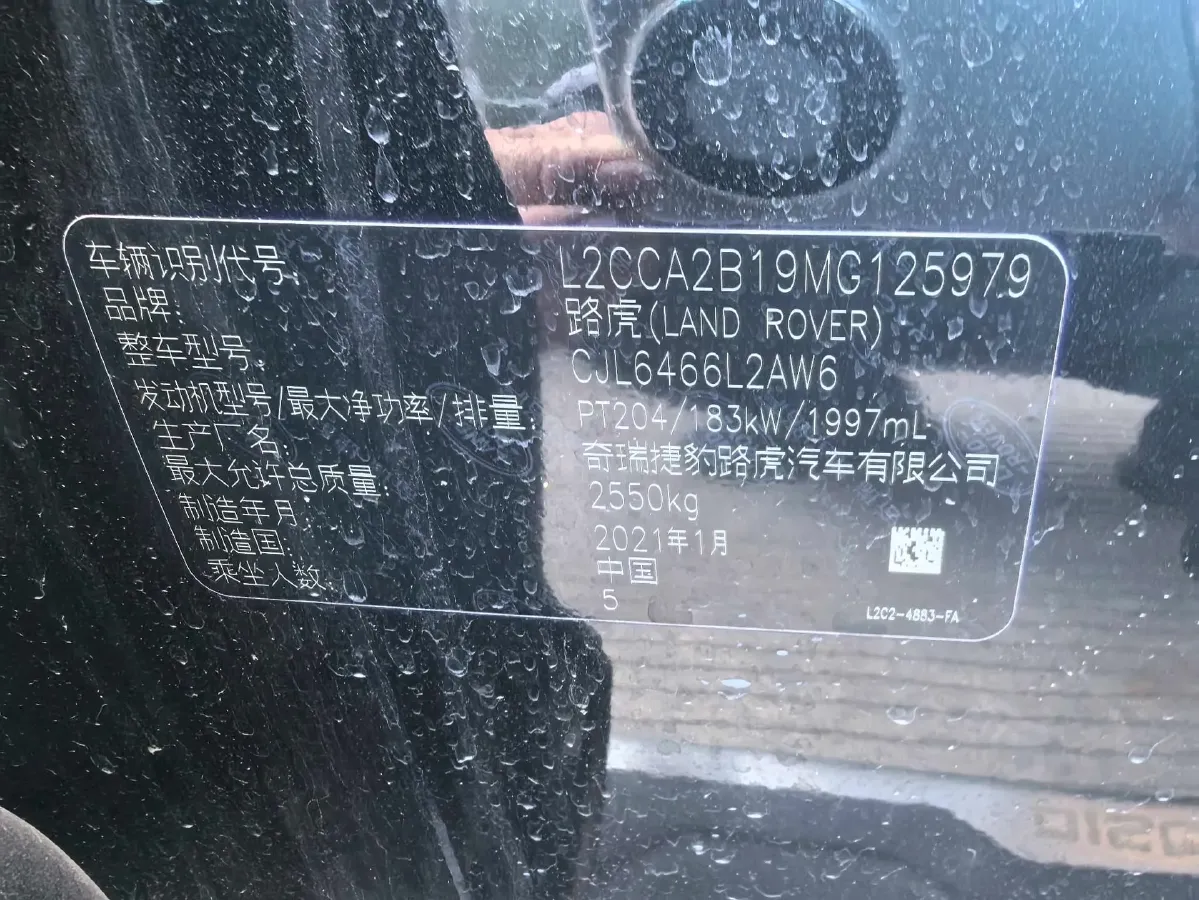 车辆识别代号: L2CCA2B19MG125979
品牌: 路虎(LAND ROVER)
整车型号: CJL6466L2AW6
发动机型号/最大净功率/排量: PT204/183kW/1997mL
生产厂名: 奇瑞捷豹路虎汽车有限公司
最大允许总质量: 2550kg
制造年月: 2021年1月
制造国: 中国
乘坐人数: 5
L2C2-4883-FA